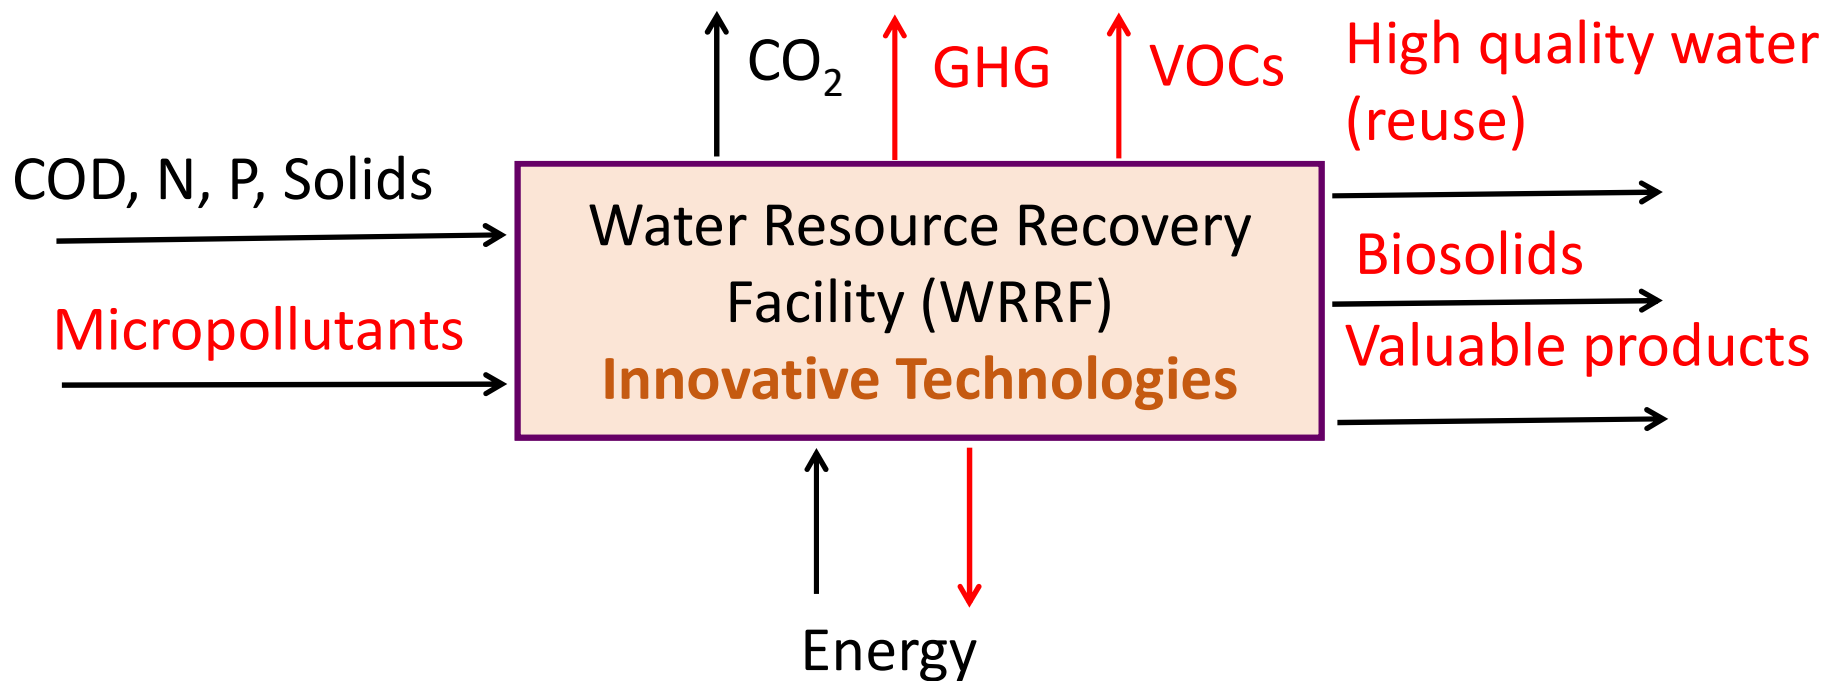 CO₂
GHG
VOCs
High quality water
(reuse)
COD, N, P, Solids
Micropollutants
Water Resource Recovery
Facility (WRRF)
Innovative Technologies
Biosolids
Valuable products
Energy